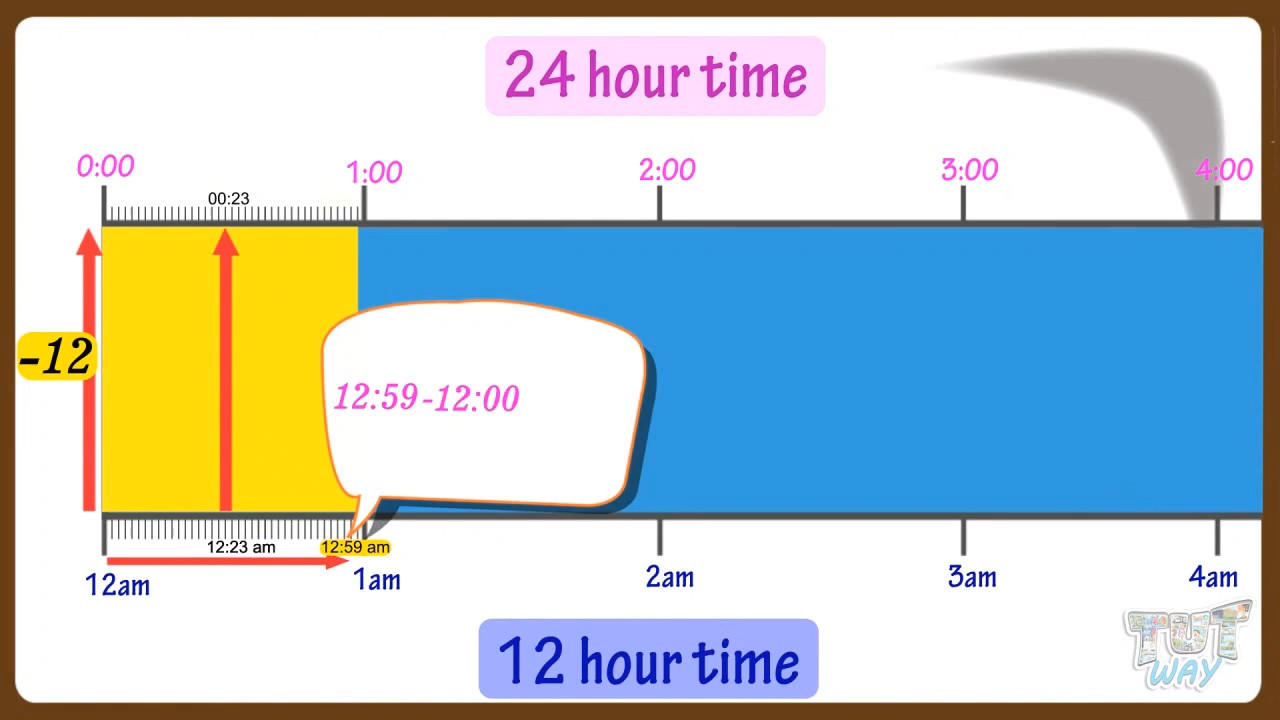 24 hour time
0:00 1:00 2:00 3:00 4:00
00:23
-12
12:59-12:00
12:23 am 12:59 am
12am 1am 2am 3am 4am
12 hour time
TUT
WAY